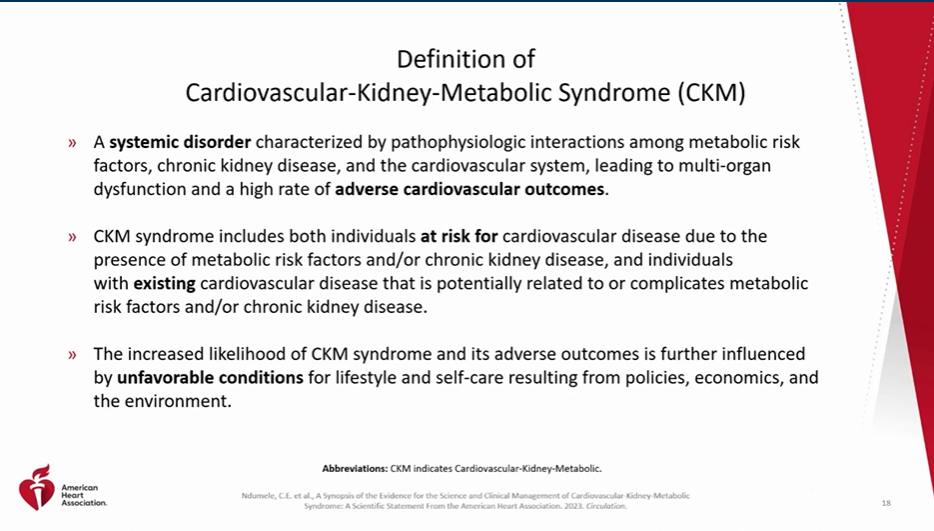 Definition of
Cardiovascular-Kidney-Metabolic Syndrome (CKM)
» A systemic disorder characterized by pathophysiologic interactions among metabolic risk
factors, chronic kidney disease, and the cardiovascular system, leading to multi-organ
dysfunction and a high rate of adverse cardiovascular outcomes.
» CKM syndrome includes both individuals at risk for cardiovascular disease due to the
presence of metabolic risk factors and/or chronic kidney disease, and individuals
with existing cardiovascular disease that is potentially related to or complicates metabolic
risk factors and/or chronic kidney disease.
» The increased likelihood of CKM syndrome and its adverse outcomes is further influenced
by unfavorable conditions for lifestyle and self-care resulting from policies, economics, and
the environment.
Abbreviations: CKM indicates Cardiovascular-Kidney-Metabolic.
American
Heart
Association.
Ndumele, C.E. et al., A Synopsis of the Evidence for the Science and Clinical Management of Cardiovascular-Kidney-Metabolic
Syndrome: A Scientific Statement From the American Heart Association. 2023. Circulation.
18